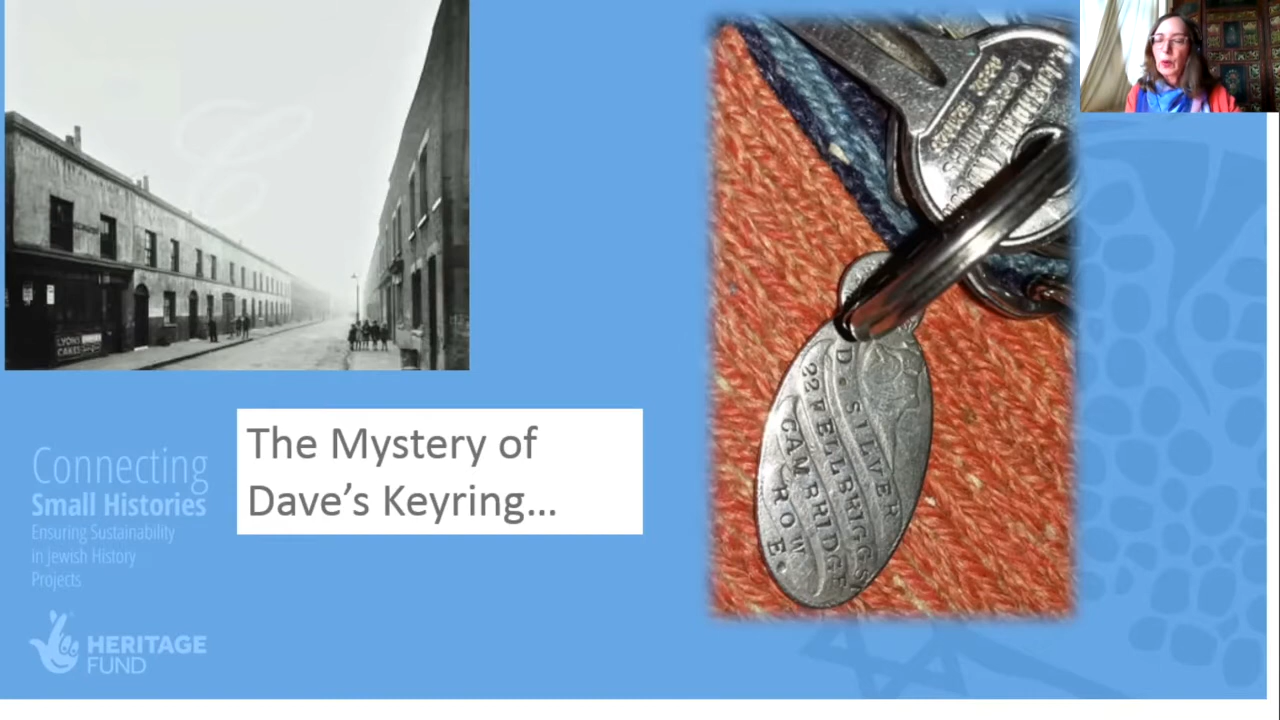 LYONS'
CAKES
The Mystery of
Dave's Keyring...
Connecting
Small Histories
Ensuring Sustainability
in Jewish History
Projects
HERITAGE
FUND
D. SILVER
22 FELLBRIGG S
CAMBRIDGE
ROW
E.